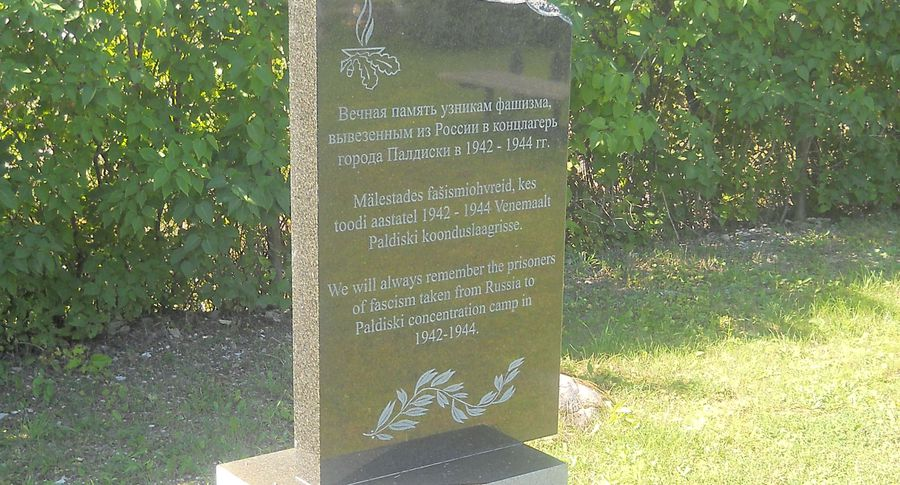 Вечная память узникам фашизма,
вывезенным из России в концлагерь
города Палдиски в 1942 - 1944 гг.
Mälestades fašismiohvreid, kes
toodi aastatel 1942 - 1944 Venemaalt
Paldiski koonduslaagrisse.
We will always remember the prisoners
of fascism taken from Russia to
Paldiski concentration camp in
1942-1944.